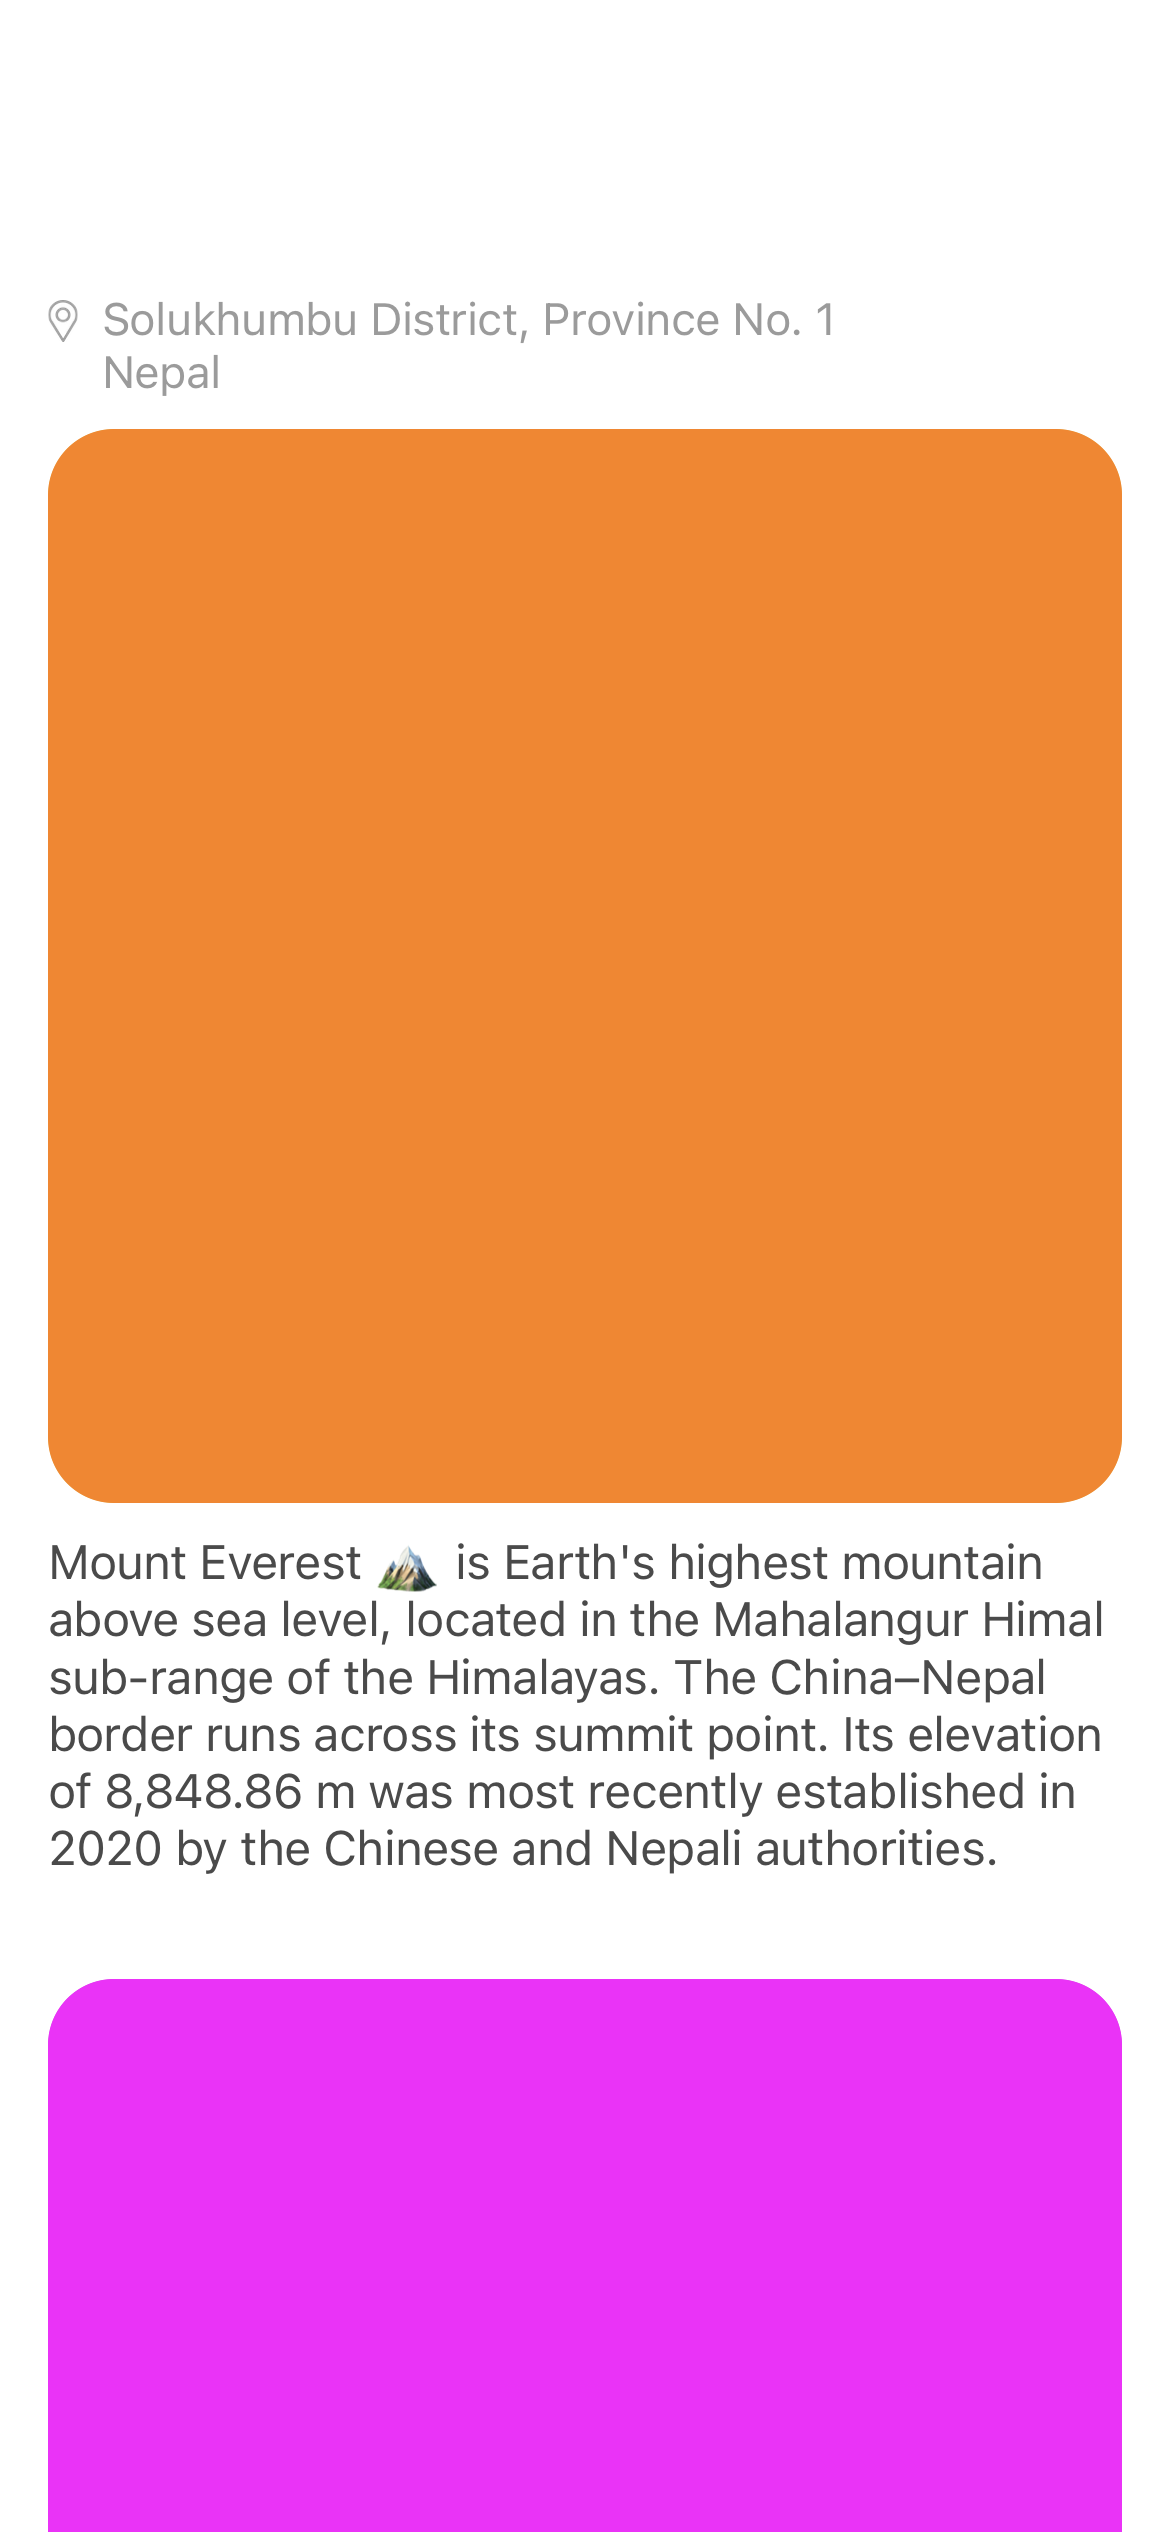 Solukhumbu District, Province No. 1
Nepal
Mount Everest 🏔️ is Earth's highest mountain
above sea level, located in the Mahalangur Himal
sub-range of the Himalayas. The China–Nepal
border runs across its summit point. Its elevation
of 8,848.86 m was most recently established in
2020 by the Chinese and Nepali authorities.